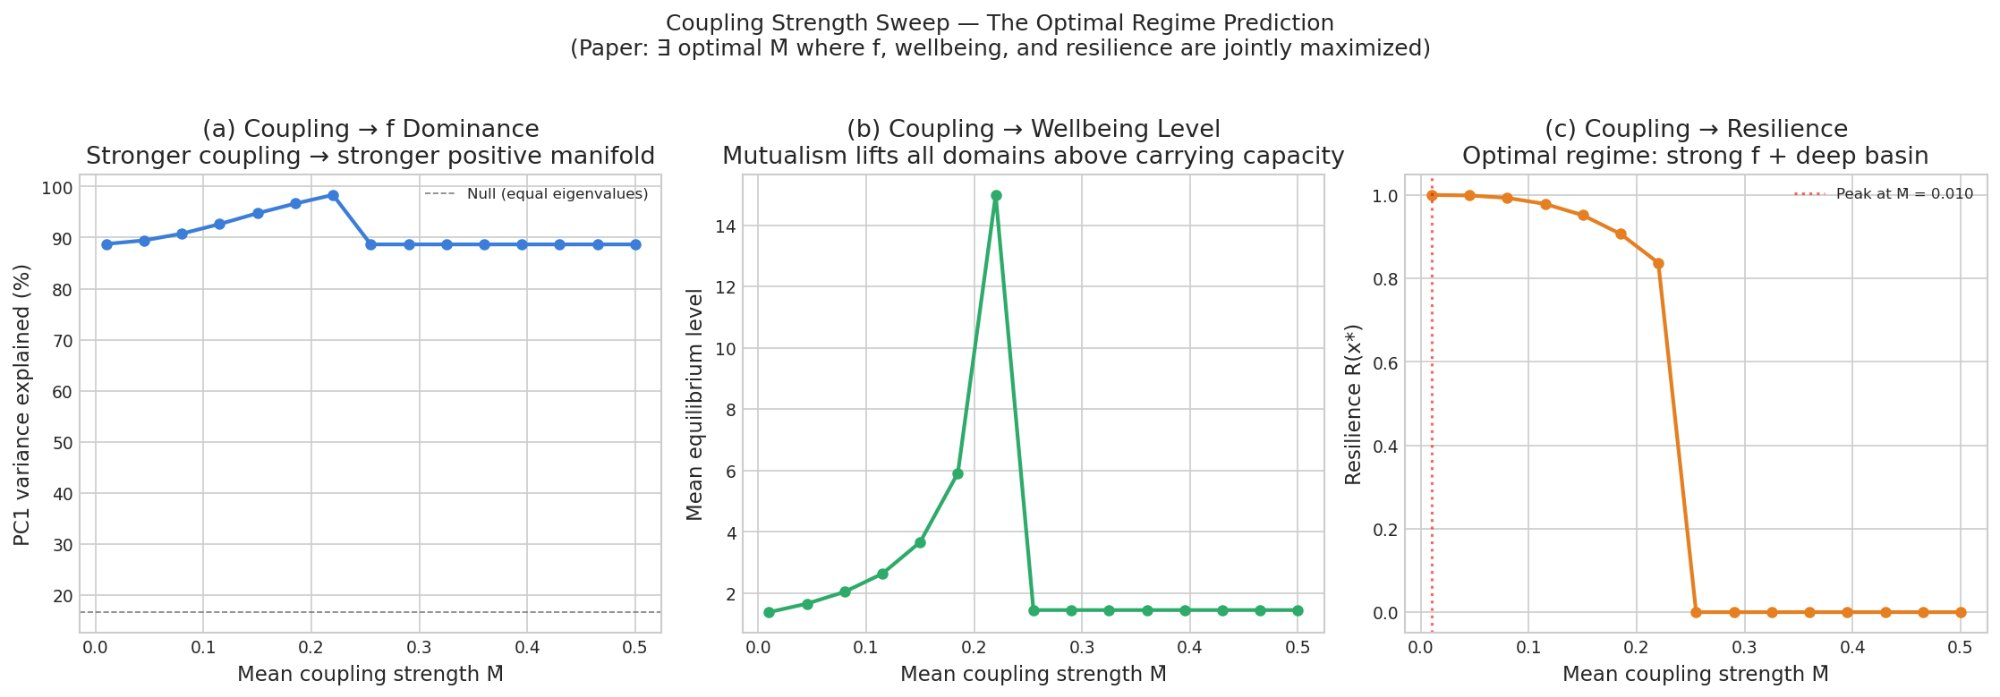 Coupling Strength Sweep — The Optimal Regime Prediction
(Paper: ∃ optimal M̄ where f, wellbeing, and resilience are jointly maximized)
(a) Coupling → f Dominance
Stronger coupling → stronger positive manifold
PC1 variance explained (%)
100
90
80
70
60
50
40
30
20
Null (equal eigenvalues)
0.0 0.1 0.2 0.3 0.4 0.5
Mean coupling strength M̄
(b) Coupling → Wellbeing Level
Mutualism lifts all domains above carrying capacity
Mean equilibrium level
14
12
10
8
6
4
2
0.0 0.1 0.2 0.3 0.4 0.5
Mean coupling strength M̄
(c) Coupling → Resilience
Optimal regime: strong f + deep basin
Resilience R(x*)
1.0
0.8
0.6
0.4
0.2
0.0
Peak at M̄ = 0.010
0.0 0.1 0.2 0.3 0.4 0.5
Mean coupling strength M̄